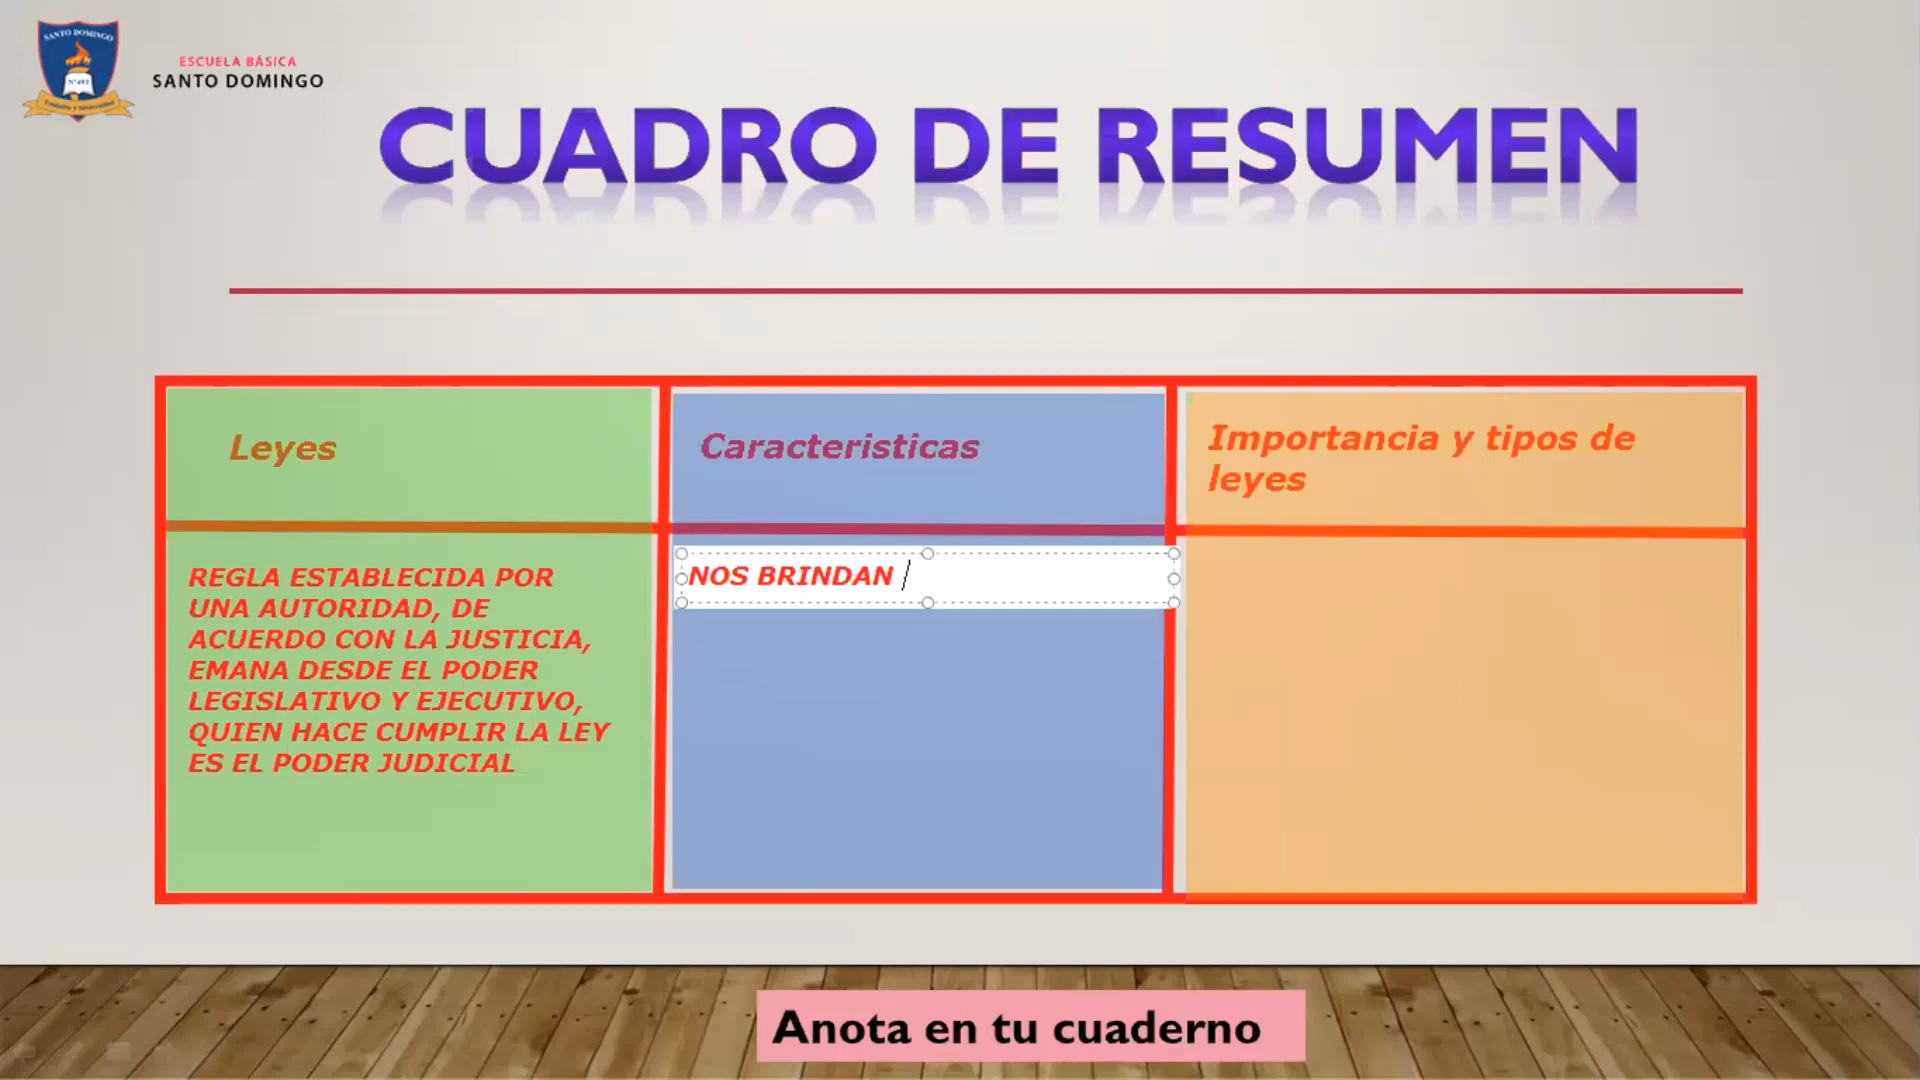 SANTO DOMINGO
ESCUELA BÁSICA
SANTO DOMINGO
CUADRO DE RESUMEN
Leyes
Caracteristicas
Importancia y tipos de
leyes
REGLA ESTABLECIDA POR
UNA AUTORIDAD, DE
ACUERDO CON LA JUSTICIA,
EMANA DESDE EL PODER
LEGISLATIVO Y EJECUTIVO,
QUIEN HACE CUMPLIR LA LEY
ES EL PODER JUDICIAL
NOS BRINDAN
Anota en tu cuaderno